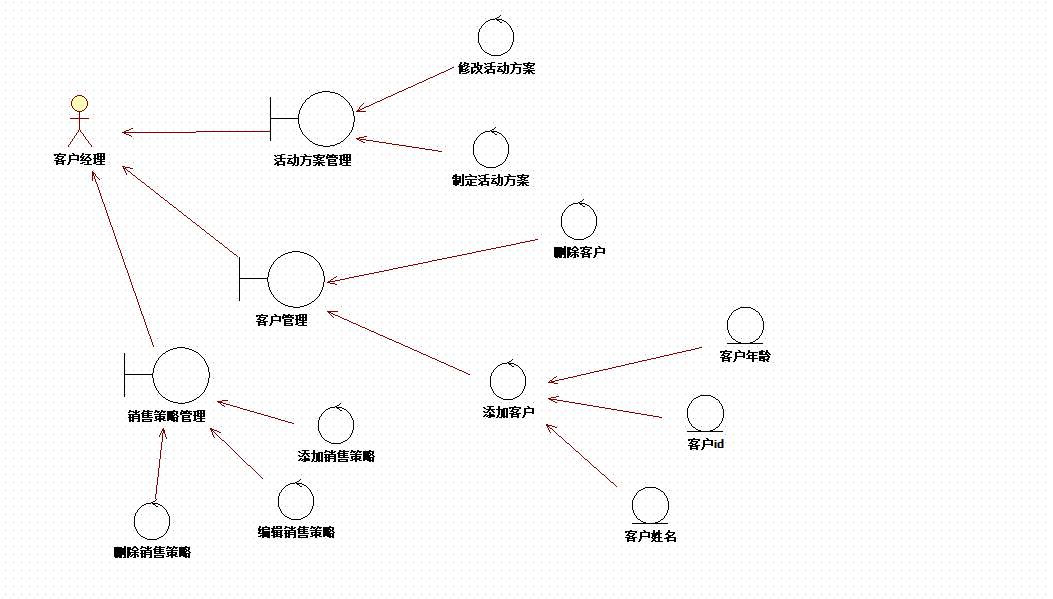 修改活动方案
客户经理
活动方案管理
制定活动方案
删除客户
客户管理
客户年龄
添加客户
销售策略管理
客户id
添加销售策略
编辑销售策略
客户姓名
删除销售策略